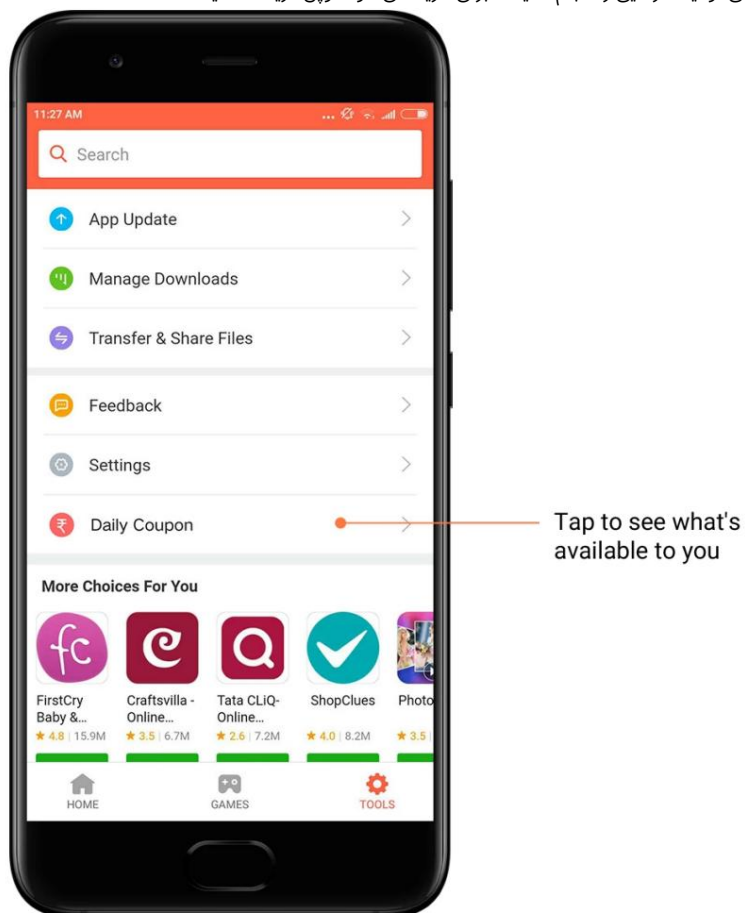 11:27 AM
Search
App Update
Manage Downloads
Transfer & Share Files
Feedback
Settings
Daily Coupon
Tap to see what's
available to you
More Choices For You
FirstCry
Baby &...
★ 4.8 | 15.9M
Craftsvilla -
Online...
★ 3.5 | 6.7M
Tata CLiQ-
Online...
★ 2.6 | 7.2M
ShopClues
★ 4.0 | 8.2M
Photo
★ 3.5 |
HOME
GAMES
TOOLS